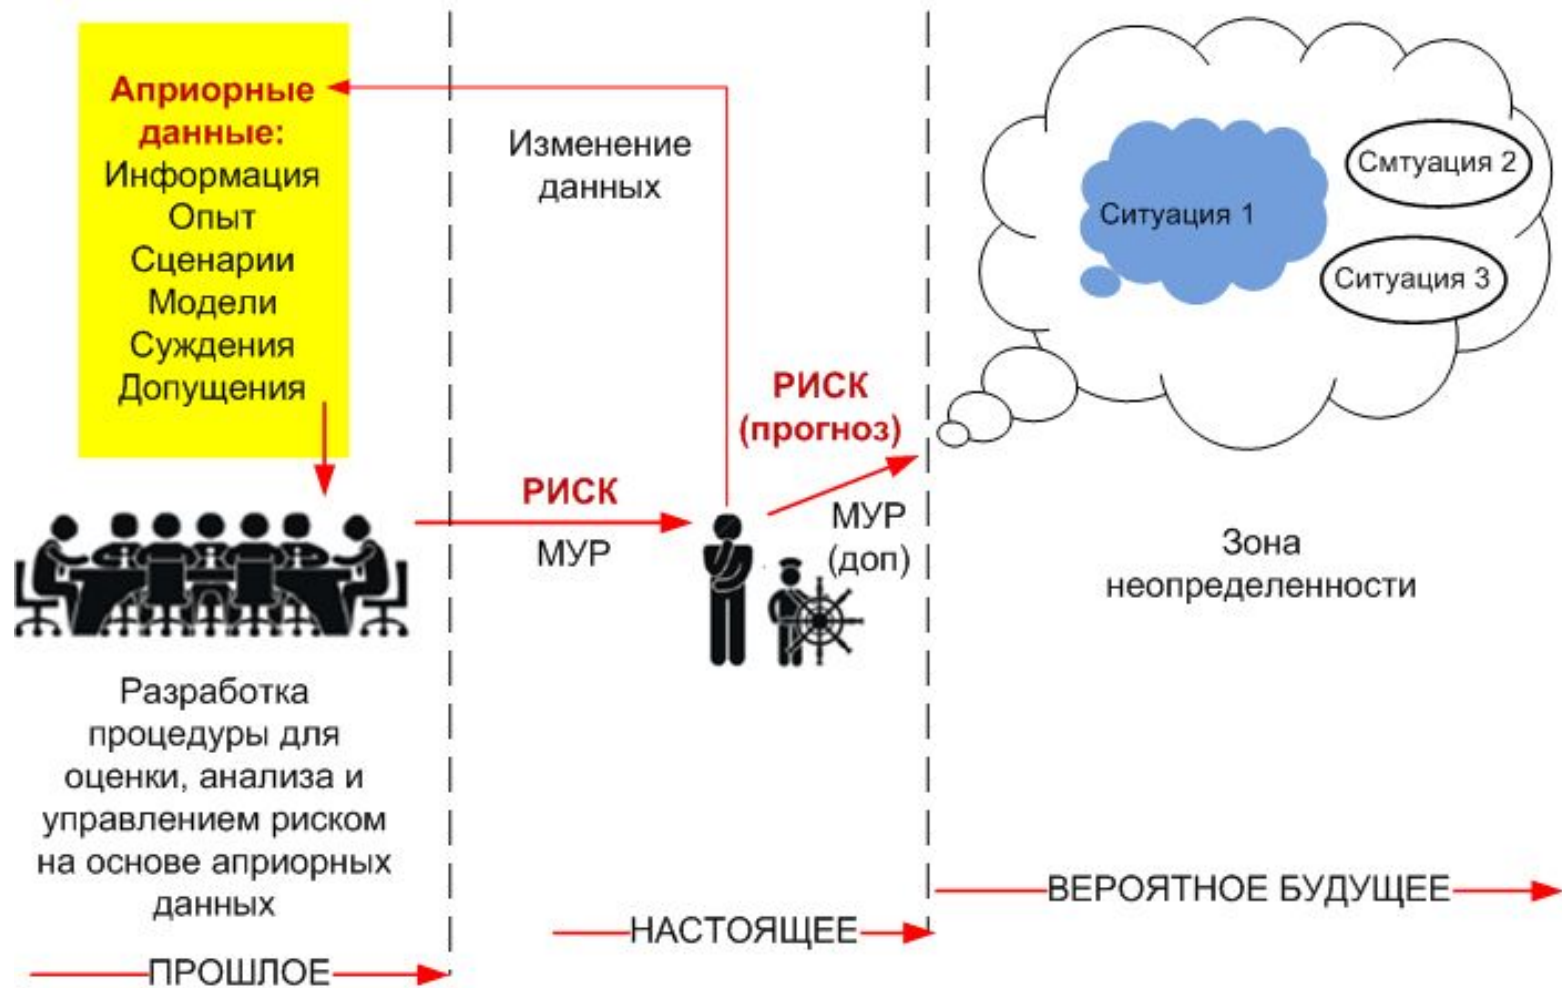 Априорные
данные:
Информация
Опыт
Сценарии
Модели
Суждения
Допущения
Разработка
процедуры для
оценки, анализа и
управлением риском
на основе априорных
данных
ПРОШЛОЕ
Изменение
данных
РИСК
МУР
РИСК
(прогноз)
МУР
(доп)
НАСТОЯЩЕЕ
Ситуация 1
Смтуация 2
Ситуация 3
Зона
неопределенности
ВЕРОЯТНОЕ БУДУЩЕЕ